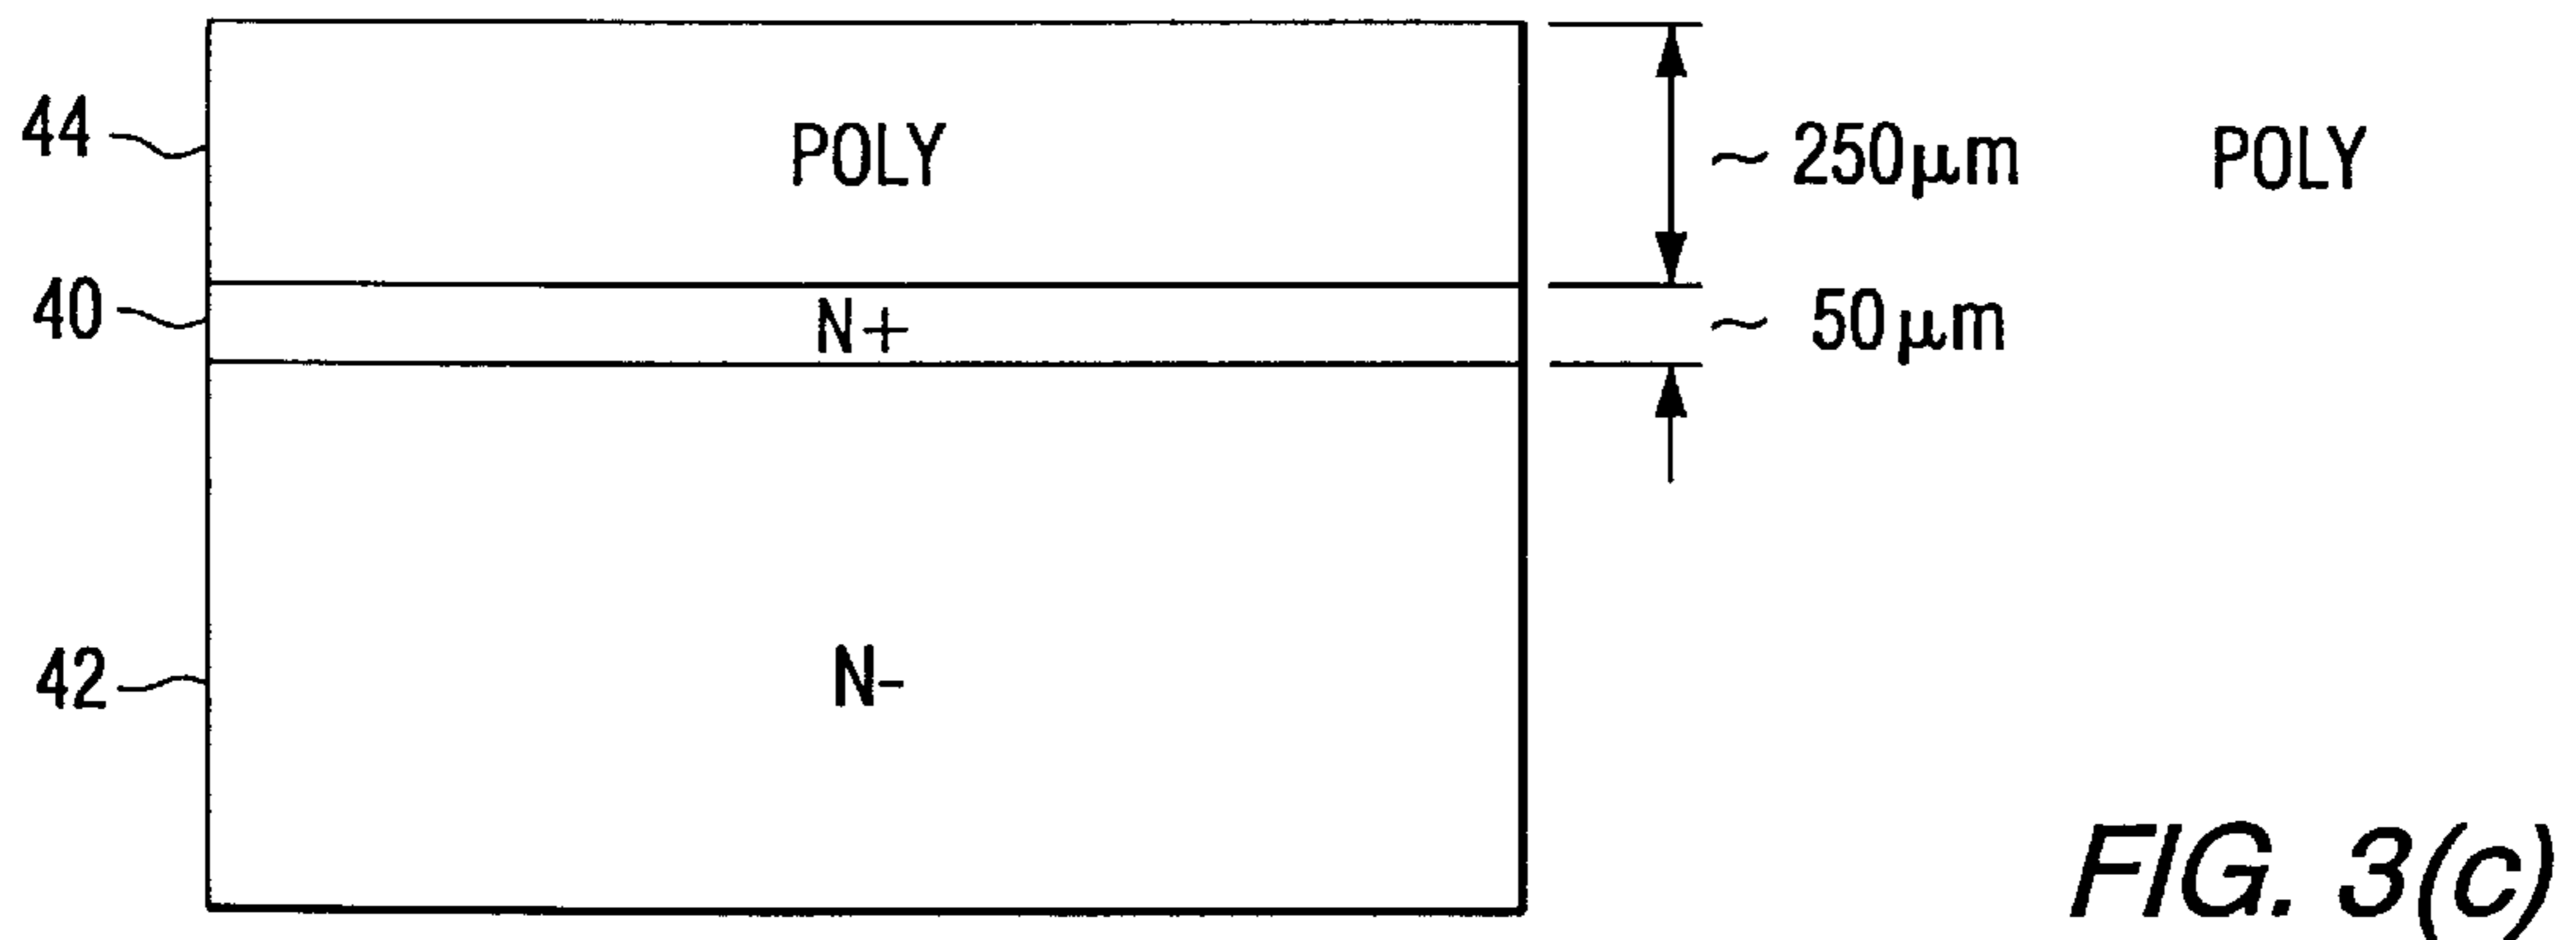 44 POLY ~ 250μm POLY
40 N+ ~ 50μm
42 N-
FIG. 3(c)